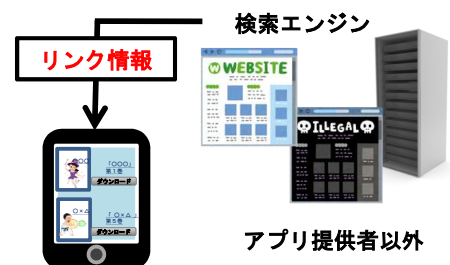 検索エンジン
リンク情報
WEBSITE
ILLEGAL
「○○○」
第１巻
ダウンロード
「○×△」
第５巻
ダウンロード
アプリ提供者以外